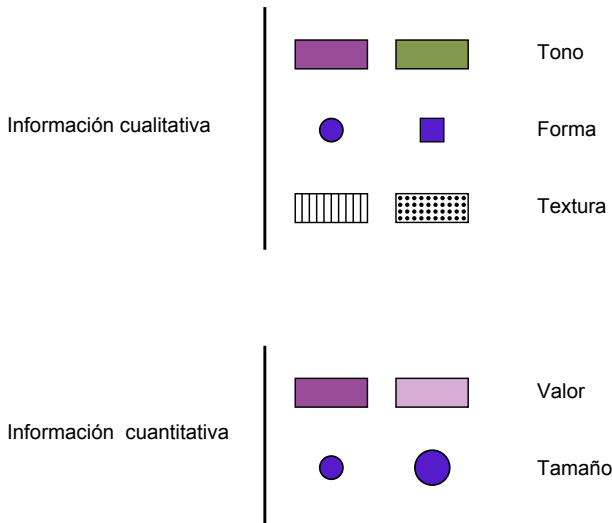 Tono
Información cualitativa
Forma
Textura
Valor
Información cuantitativa
Tamaño